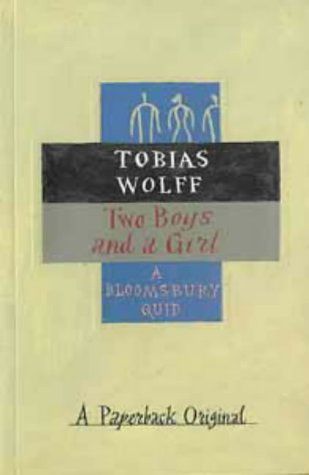 TOBIAS
WOLFF
Two Boys
and a Girl
A
BLOOMSBURY
QUID
A Paperback Original